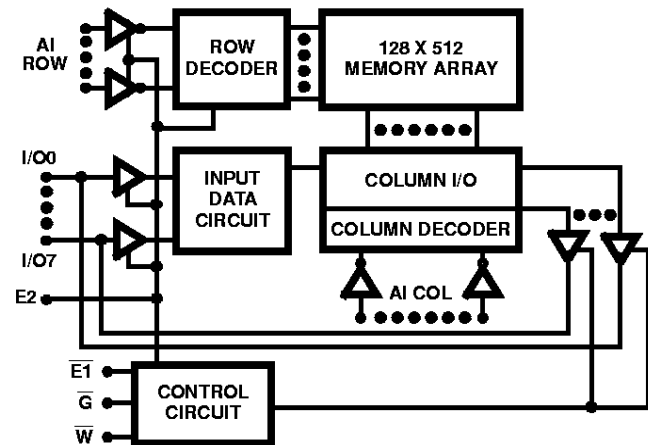 AI
ROW
ROW
DECODER
128 X 512
MEMORY ARRAY
I/O0
INPUT
DATA
CIRCUIT
COLUMN I/O
COLUMN DECODER
I/O7
AI COL
E2
E̅1̅
G̅
W̅
CONTROL
CIRCUIT